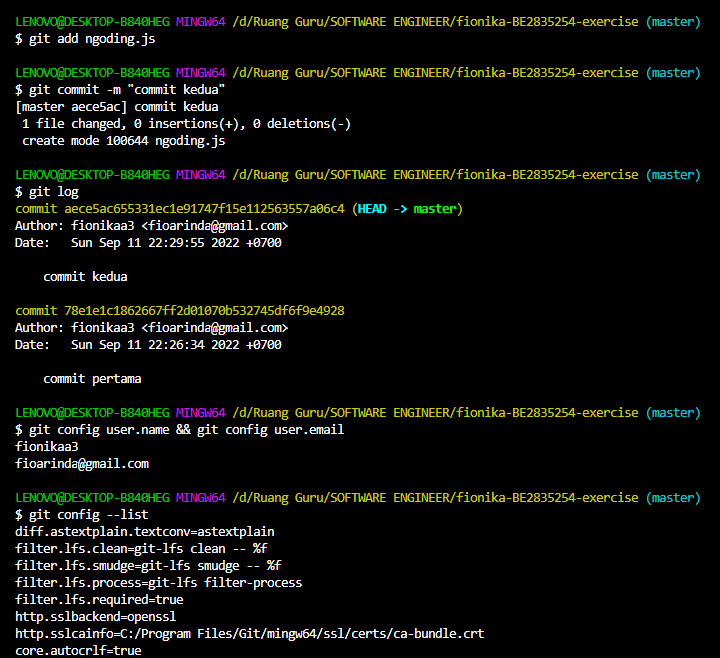 LENOVO@DESKTOP-B840HEG MINGW64 /d/Ruang Guru/SOFTWARE ENGINEER/fionika-BE2835254-exercise (master)
$ git add ngoding.js
LENOVO@DESKTOP-B840HEG MINGW64 /d/Ruang Guru/SOFTWARE ENGINEER/fionika-BE2835254-exercise (master)
$ git commit -m "commit kedua"
[master aece5ac] commit kedua
 1 file changed, 0 insertions(+), 0 deletions(-)
 create mode 100644 ngoding.js
LENOVO@DESKTOP-B840HEG MINGW64 /d/Ruang Guru/SOFTWARE ENGINEER/fionika-BE2835254-exercise (master)
$ git log
commit aece5ac655331ec1e91747f15e112563557a06c4 (HEAD -> master)
Author: fionikaa3 <fioarinda@gmail.com>
Date:   Sun Sep 11 22:29:55 2022 +0700
    commit kedua
commit 78e1e1c1862667ff2d01070b532745df6f9e4928
Author: fionikaa3 <fioarinda@gmail.com>
Date:   Sun Sep 11 22:26:34 2022 +0700
    commit pertama
LENOVO@DESKTOP-B840HEG MINGW64 /d/Ruang Guru/SOFTWARE ENGINEER/fionika-BE2835254-exercise (master)
$ git config user.name && git config user.email
fionikaa3
fioarinda@gmail.com
LENOVO@DESKTOP-B840HEG MINGW64 /d/Ruang Guru/SOFTWARE ENGINEER/fionika-BE2835254-exercise (master)
$ git config --list
diff.astextplain.textconv=astextplain
filter.lfs.clean=git-lfs clean -- %f
filter.lfs.smudge=git-lfs smudge -- %f
filter.lfs.process=git-lfs filter-process
filter.lfs.required=true
http.sslbackend=openssl
http.sslcainfo=C:/Program Files/Git/mingw64/ssl/certs/ca-bundle.crt
core.autocrlf=true